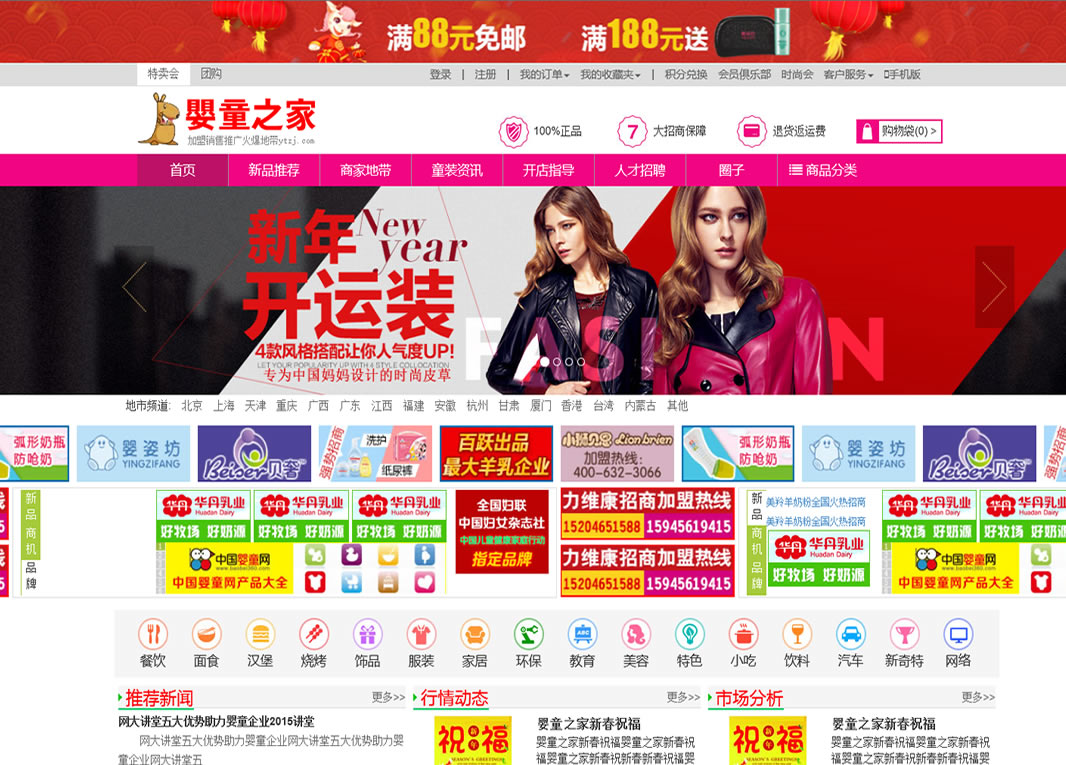 满88元免邮 满188元送
特卖会 团购 登录 | 注册 | 我的订单 我的收藏夹 | 积分兑换 会员俱乐部 时尚会 客户服务 手机版
婴童之家
加盟销售推广火爆地带ytzj.com
100%正品 7 大招商保障 退货返运费 购物袋(0) >
首页 新品推荐 商家地带 童装资讯 开店指导 人才招聘 圈子 商品分类
新年 New year
开运装
FASHION
4款风格搭配让你人气度UP!
LET YOUR POPULARITY UP WITH 4 STYLE COLLOCATION
专为中国妈妈设计的时尚皮草
地市频道: 北京 上海 天津 重庆 广西 广东 江西 福建 安徽 杭州 甘肃 厦门 香港 台湾 内蒙古 其他
弧形奶瓶 防呛奶
婴姿坊 YINGZIFANG
Beiser贝奢
强势招商 洗护 纸尿裤
百跃出品 最大羊乳企业
小狮贝恩 Lion brien
加盟热线: 400-632-3066
弧形奶瓶 防呛奶
婴姿坊 YINGZIFANG
Beiser贝奢
强势招商
新品商机品牌
华丹乳业 Huadan Dairy 华丹乳业 Huadan Dairy 华丹乳业 Huadan Dairy
好牧场 好奶源 好牧场 好奶源 好牧场 好奶源
中国婴童网
www.baobei360.com
中国婴童网产品大全
全国妇联
中国妇女杂志社
中国儿童健康家庭行动
指定品牌
力维康招商加盟热线
15204651588 15945619415
力维康招商加盟热线
15204651588 15945619415
新品商机品牌
美羚羊奶粉全国火热招商
美羚羊奶粉全国火热招商
华丹乳业 Huadan Dairy
好牧场 好奶源
华丹乳业 Huadan Dairy 华丹乳业
好牧场 好奶源 好牧场 好奶源
中国婴童网
www.baobei360.com
中国婴童网产品大全
ABC
餐饮 面食 汉堡 烧烤 饰品 服装 家居 环保 教育 美容 特色 小吃 饮料 汽车 新奇特 网络
推荐新闻 更多>>
网大讲堂五大优势助力婴童企业2015讲堂
网大讲堂五大优势助力婴童企业网大讲堂五大优势助力婴
童企业网大讲堂五
行情动态 更多>>
祝新年福
SEASON'S GREETINGS
婴童之家新春祝福
婴童之家新春祝福婴童之家新春祝
福婴童之家新春祝新春祝福婴
市场分析 更多>>
祝新年福
SEASON'S GREETINGS
婴童之家新春祝福
婴童之家新春祝福婴童之家新春祝
福婴童之家新春祝新春祝福婴